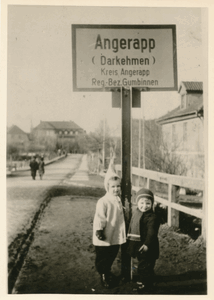 Angerapp
( Darkehmen )
Kreis Angerapp
Reg-Bez. Gumbinnen